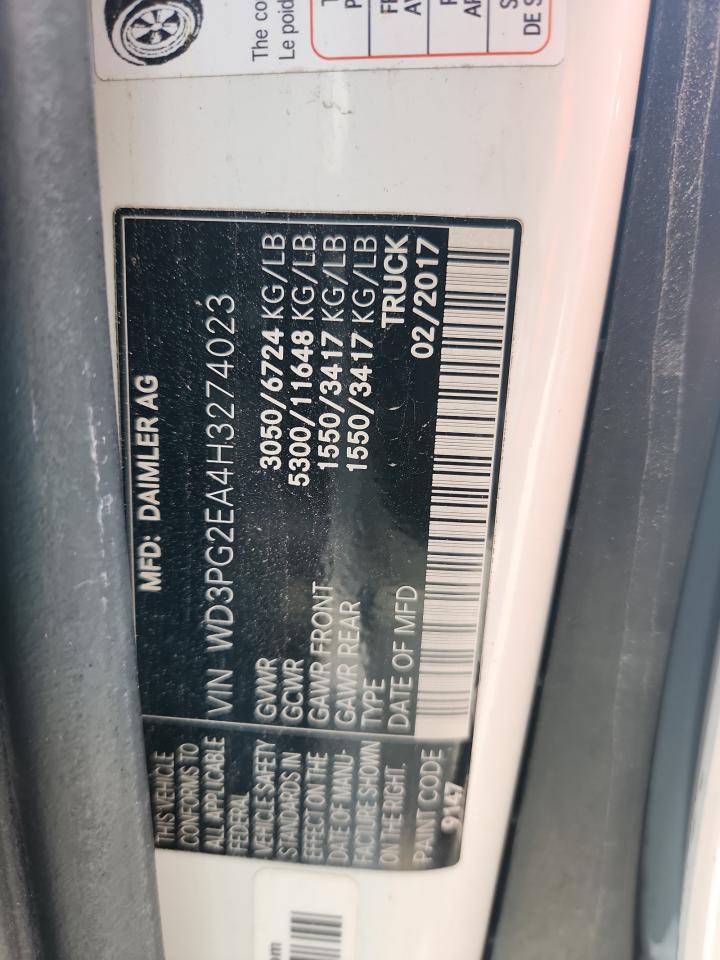 THIS VEHICLE
CONFORMS TO
ALL APPLICABLE
FEDERAL
VEHICLE SAFETY
STANDARDS IN
EFFECT ON THE
DATE OF MANU-
FACTURE SHOWN
ON THE RIGHT.
PAINT CODE
9147
MFD: DAIMLER AG
VIN WD3PG2EA4H3274023
GVWR 3050/6724 KG/LB
GCWR 5300/11648 KG/LB
GAWR FRONT 1550/3417 KG/LB
GAWR REAR 1550/3417 KG/LB
TYPE TRUCK
DATE OF MFD 02/2017
The co
Le poid
DE S